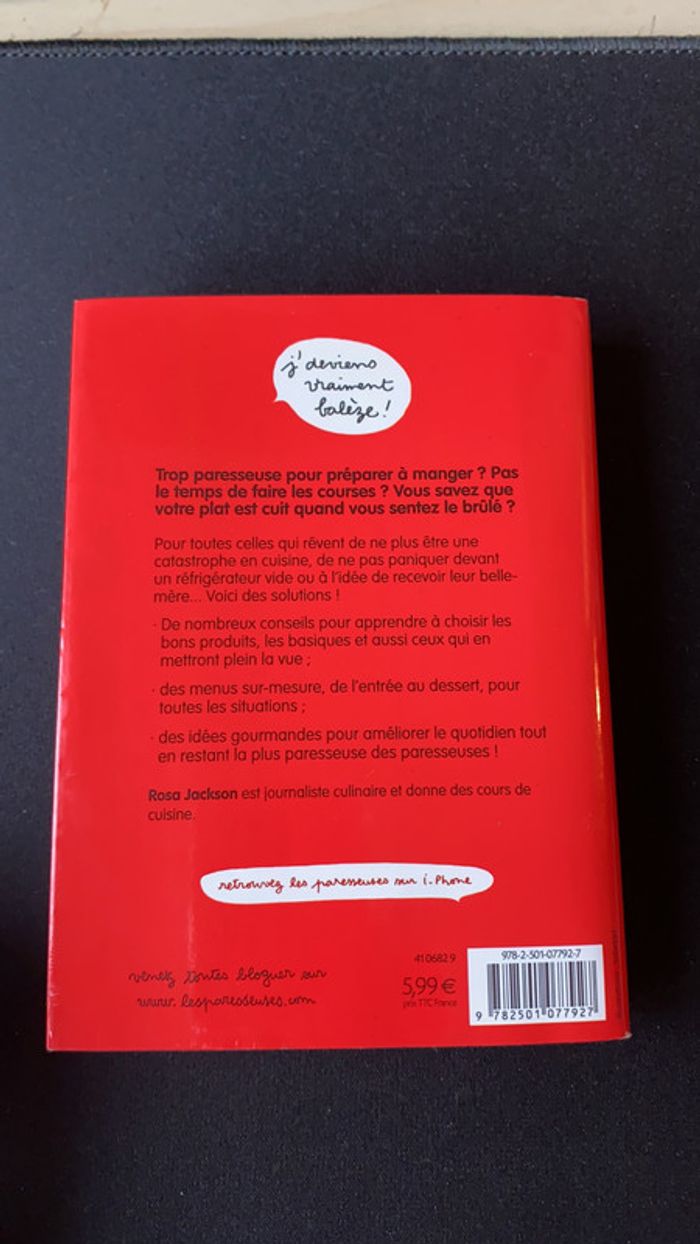 j'deviens
vraiment
balèze !
Trop paresseuse pour préparer à manger ? Pas
le temps de faire les courses ? Vous savez que
votre plat est cuit quand vous sentez le brûlé ?
Pour toutes celles qui rêvent de ne plus être une
catastrophe en cuisine, de ne pas paniquer devant
un réfrigérateur vide ou à l'idée de recevoir leur belle-
mère... Voici des solutions !
· De nombreux conseils pour apprendre à choisir les
bons produits, les basiques et aussi ceux qui en
mettront plein la vue ;
· des menus sur-mesure, de l'entrée au dessert, pour
toutes les situations ;
· des idées gourmandes pour améliorer le quotidien tout
en restant la plus paresseuse des paresseuses !
Rosa Jackson est journaliste culinaire et donne des cours de
cuisine.
retrouvez les paresseuses sur i-Phone
venez toutes bloguer sur
www.lesparesseuses.com
41 0682 9
5,99 €
prix TTC France
978-2-501-07792-7
9 782501 077927